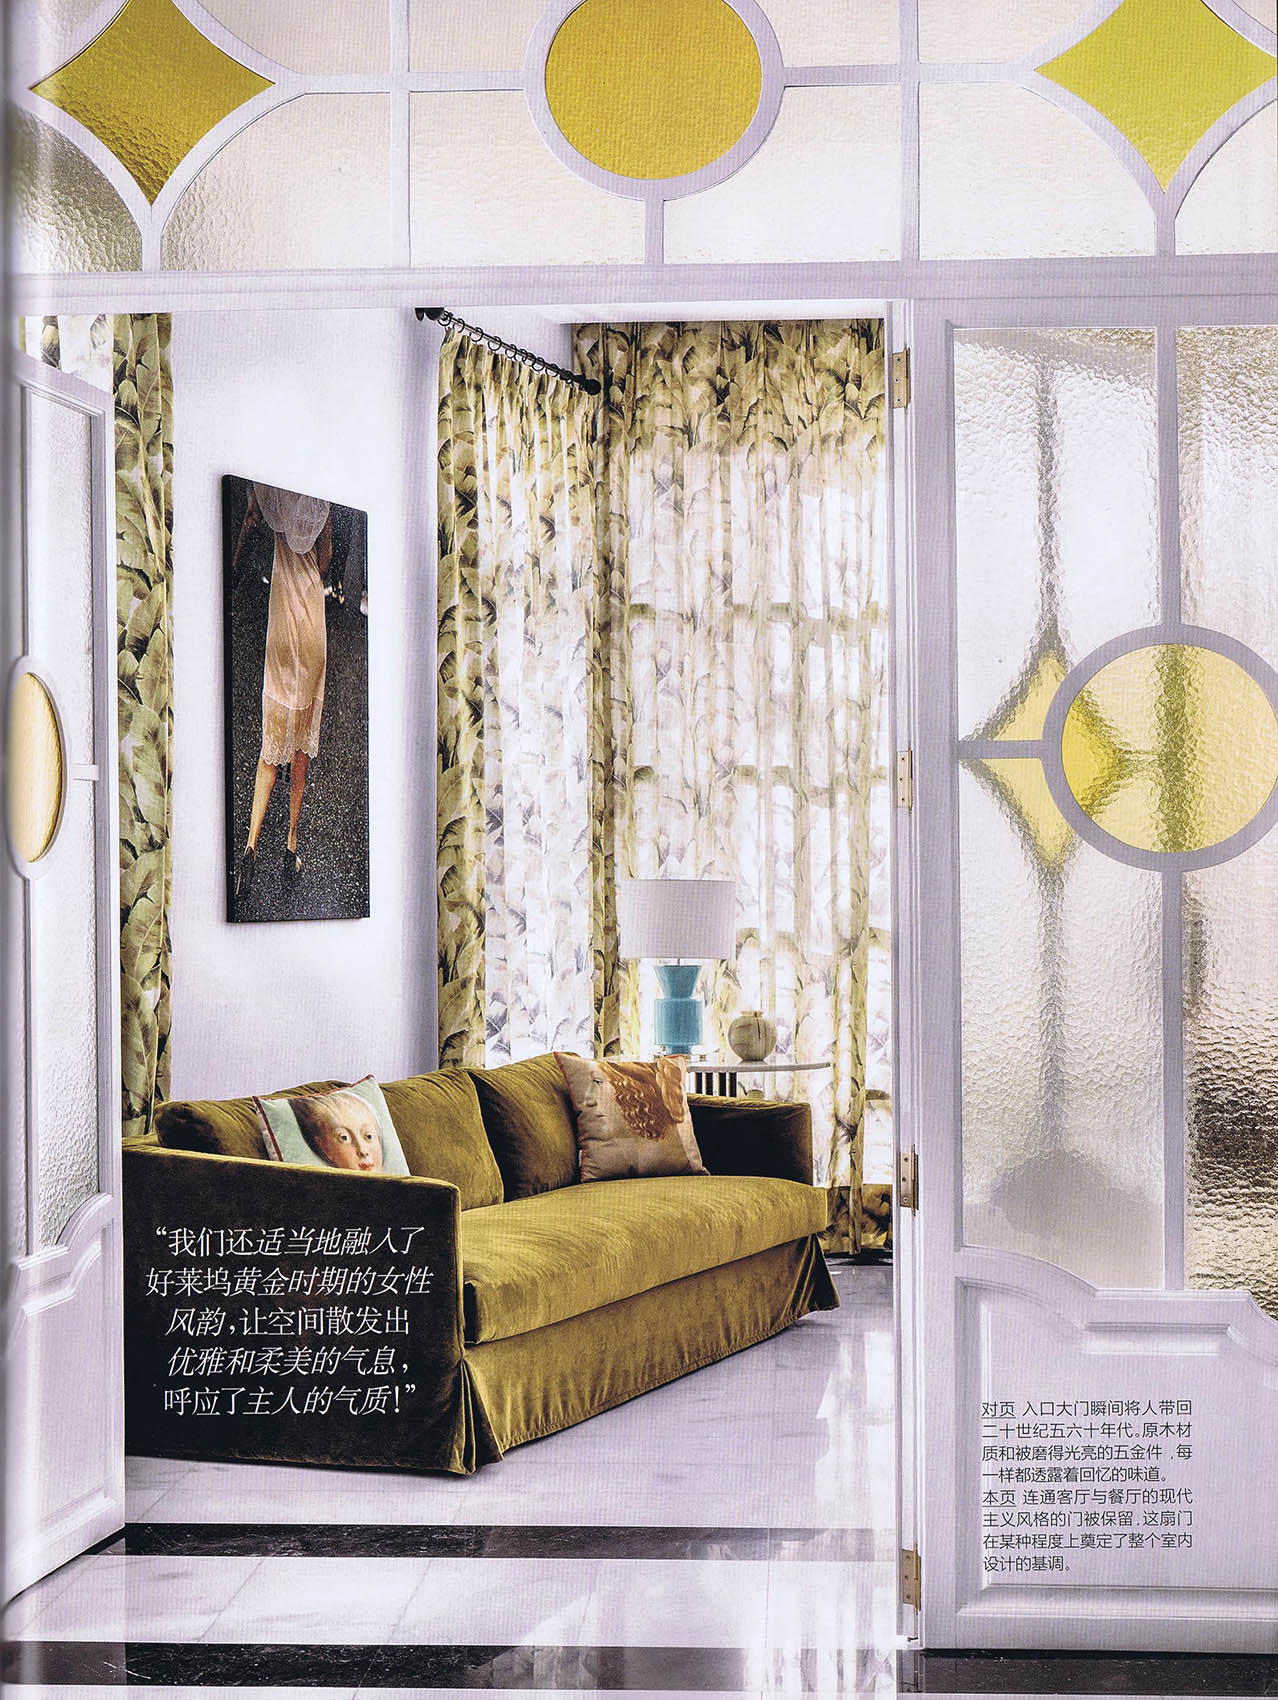 “我们还适当地融入了
好莱坞黄金时期的女性
风韵，让空间散发出
优雅和柔美的气息，
呼应了主人的气质！”
对页 入口大门瞬间将人带回
二十世纪五六十年代。原木材
质和被磨得光亮的五金件，每
一样都透露着回忆的味道。
本页 连通客厅与餐厅的现代
主义风格的门被保留，这扇门
在某种程度上奠定了整个室内
设计的基调。